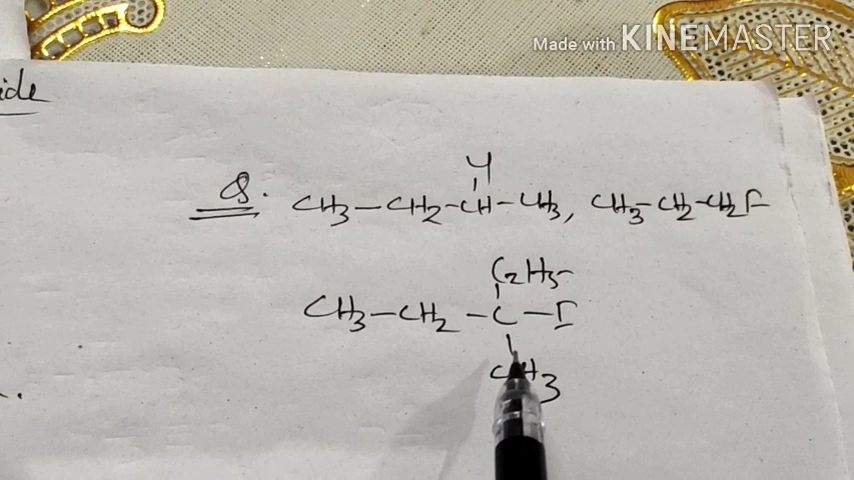 Made with KINEMASTER
ide
Q.
CH3-CH2-CH-CH3, CH3-CH2-CH2
C2H5
CH3-CH2-C-I
CH3